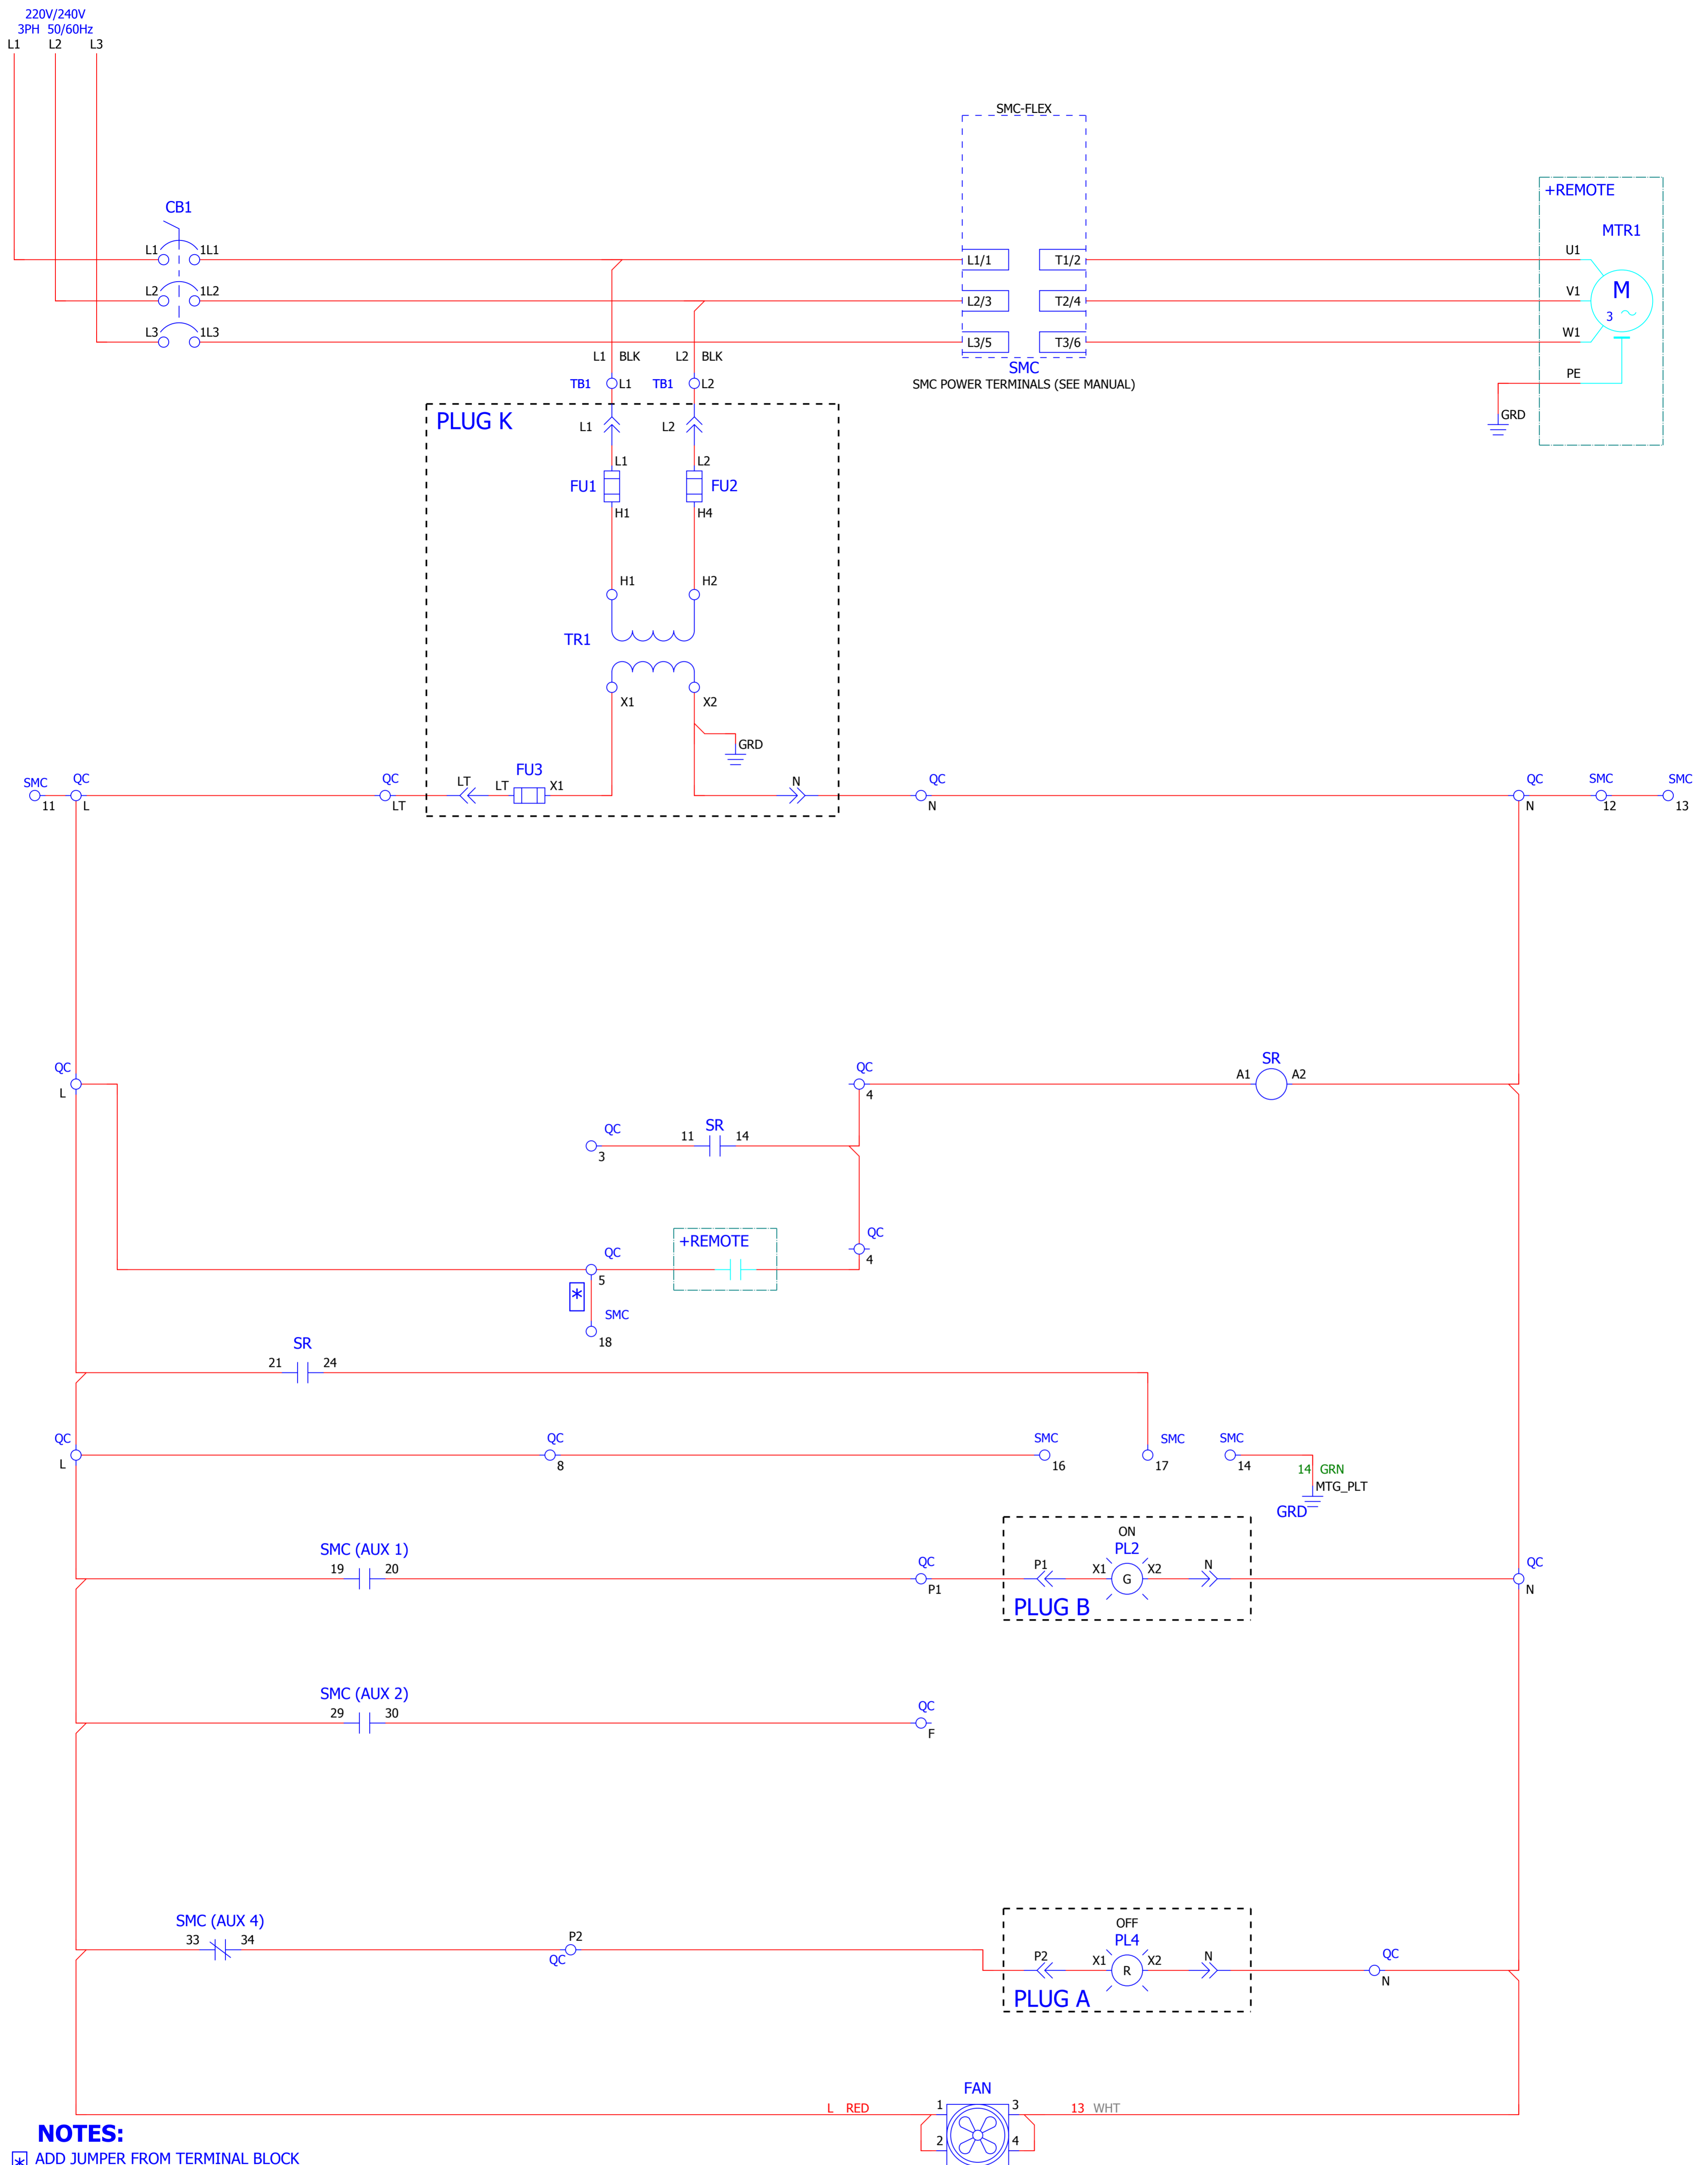 220V/240V
3PH 50/60Hz
L1 L2 L3
SMC-FLEX
+REMOTE
MTR1
CB1
L1 1L1 L1/1 T1/2 U1
L2 1L2 L2/3 T2/4 V1
M
3
L3 1L3 L3/5 T3/6 W1
SMC
SMC POWER TERMINALS (SEE MANUAL)
PE
GRD
L1 BLK L2 BLK
TB1 L1 TB1 L2
PLUG K
L1 L2
L1 L2
FU1 FU2
H1 H4
H1 H2
TR1
X1 X2
GRD
SMC QC QC LT LT FU3 X1 N QC QC SMC SMC
11 L LT N N 12 13
QC QC SR
L 4 A1 A2
QC SR
3 11 14
+REMOTE
QC QC
5 4
*
SMC
18
SR
21 24
QC QC SMC SMC SMC
L 8 16 17 14
14 GRN
MTG_PLT
GRD
SMC (AUX 1)
19 20
QC
P1
ON
PL2
P1 X1 G X2 N
PLUG B
QC
N
SMC (AUX 2)
29 30
QC
F
SMC (AUX 4)
33 34
P2
QC
OFF
PL4
P2 X1 R X2 N
PLUG A
QC
N
FAN
L RED 1 3 13 WHT
2 4
NOTES:
* ADD JUMPER FROM TERMINAL BLOCK